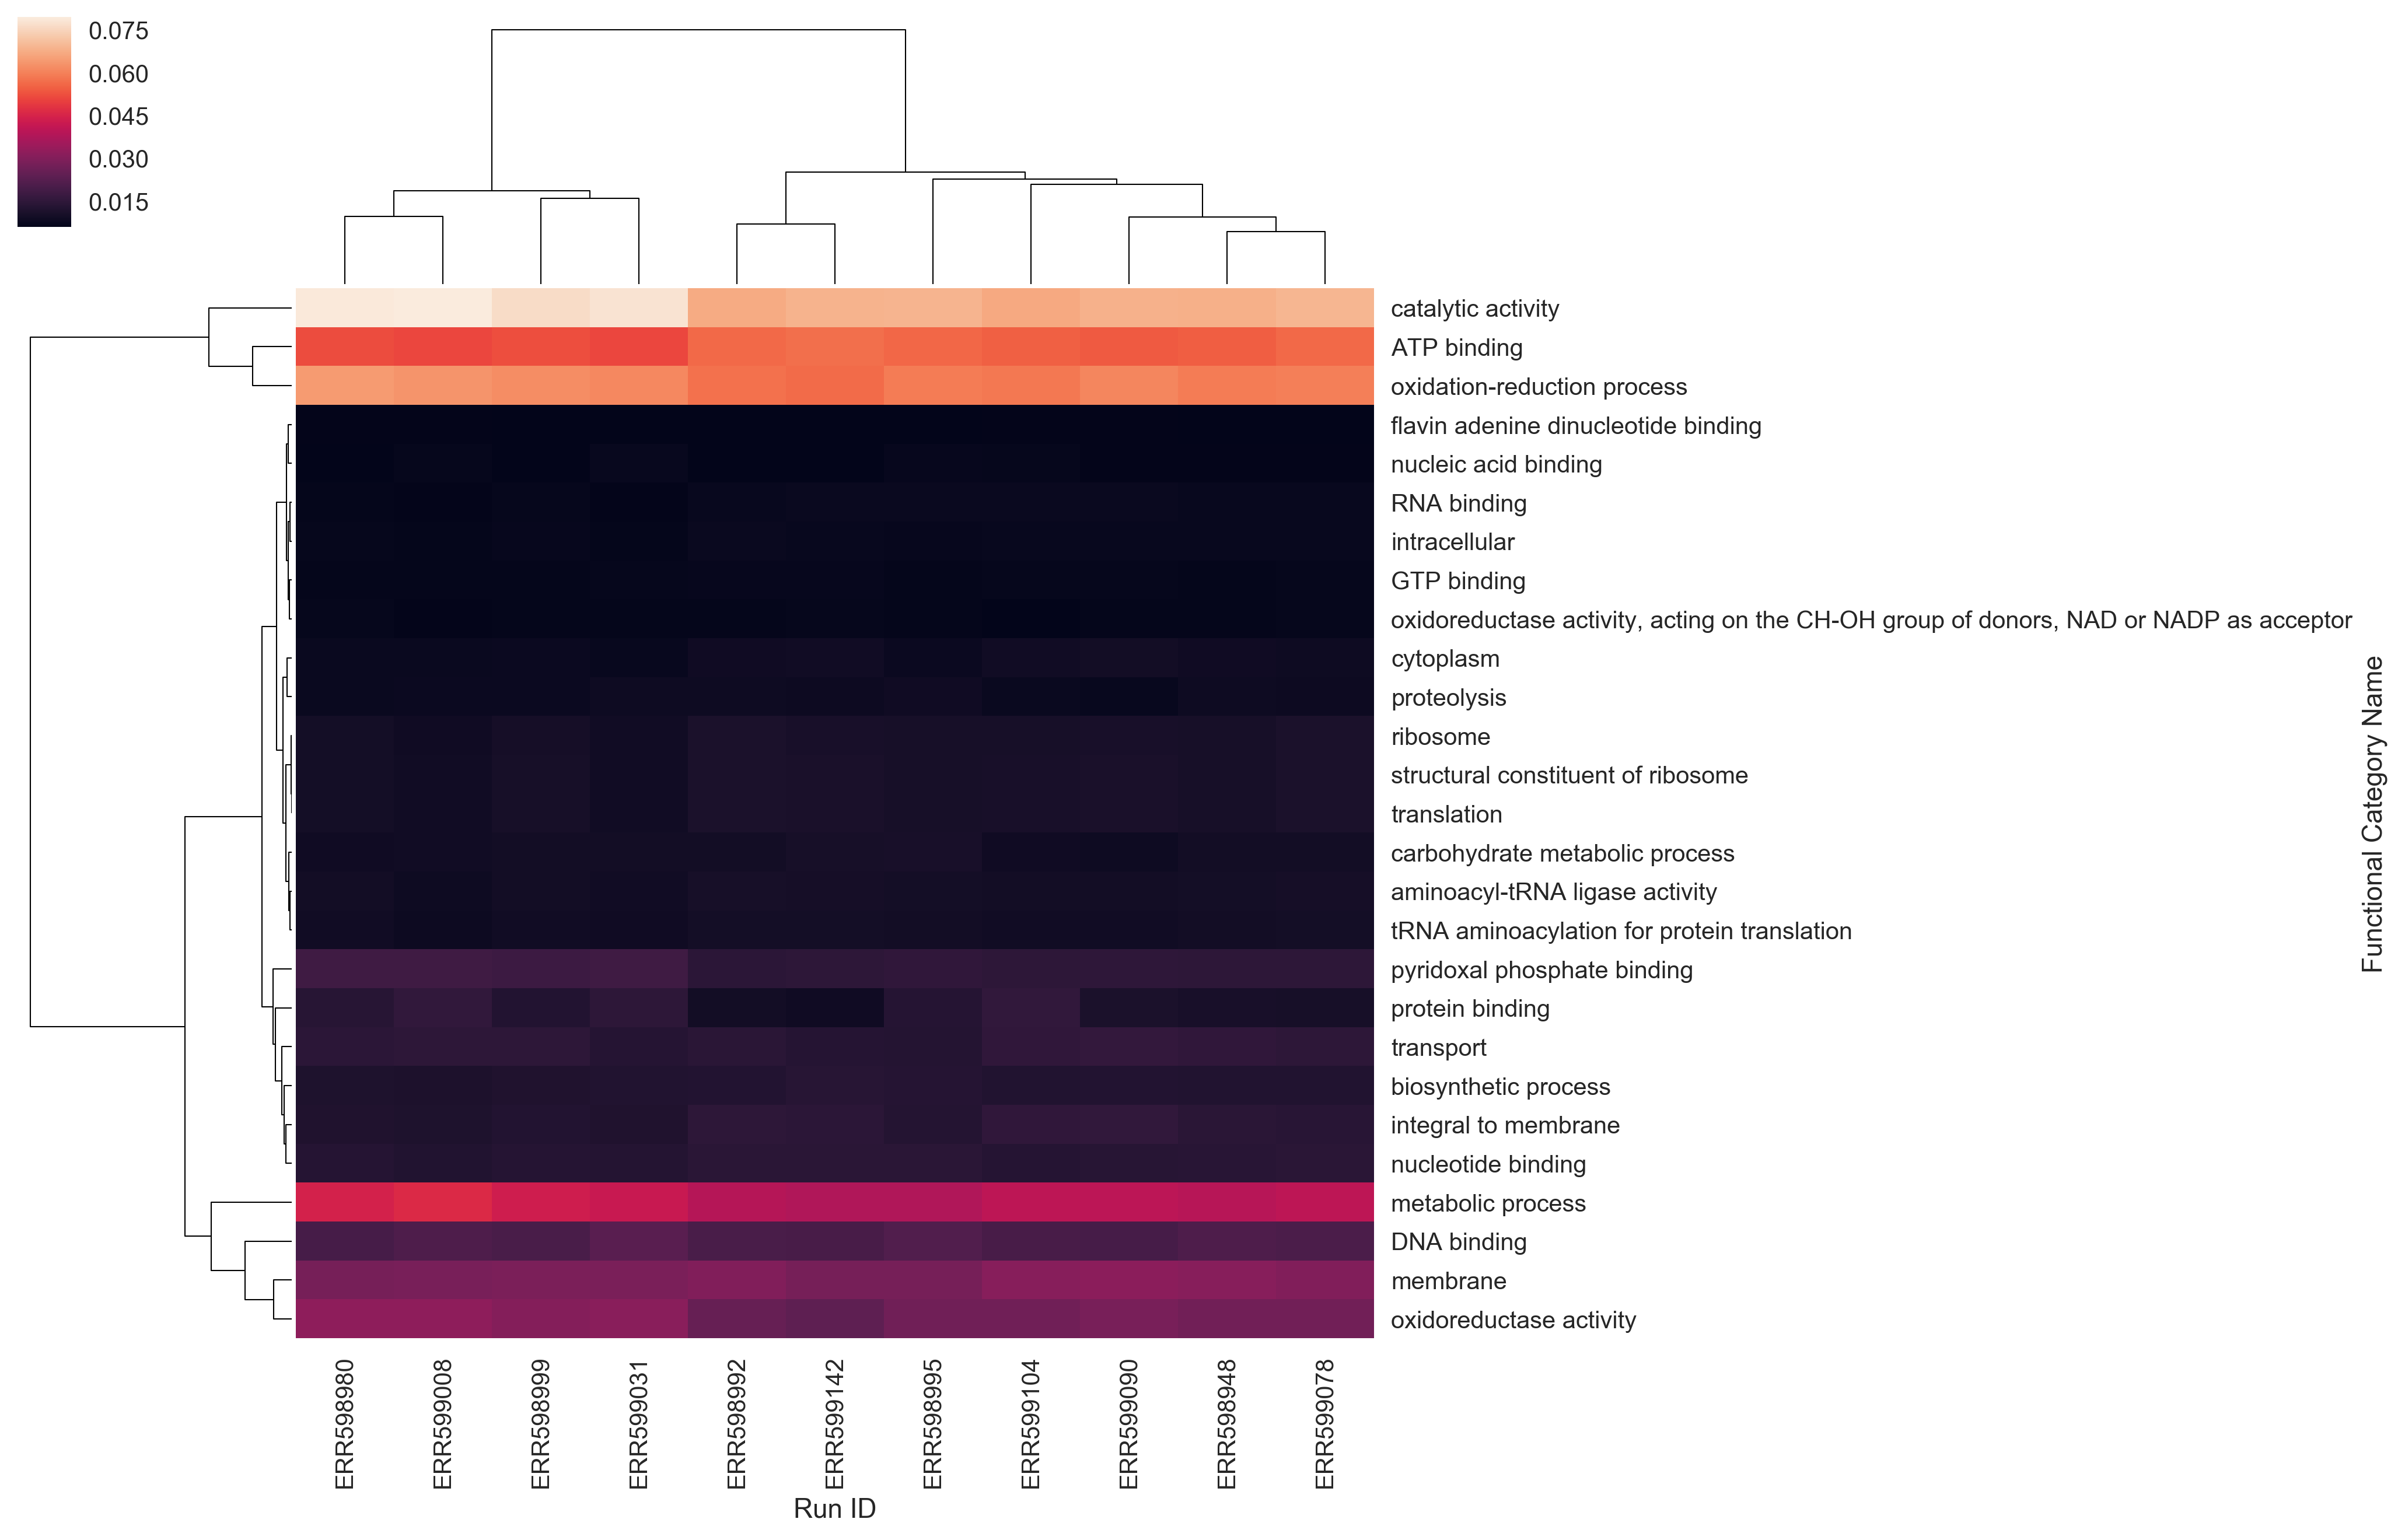 0.075
0.060
0.045
0.030
0.015
catalytic activity
ATP binding
oxidation-reduction process
flavin adenine dinucleotide binding
nucleic acid binding
RNA binding
intracellular
GTP binding
oxidoreductase activity, acting on the CH-OH group of donors, NAD or NADP as acceptor
cytoplasm
proteolysis
ribosome
structural constituent of ribosome
translation
carbohydrate metabolic process
aminoacyl-tRNA ligase activity
tRNA aminoacylation for protein translation
pyridoxal phosphate binding
protein binding
transport
biosynthetic process
integral to membrane
nucleotide binding
metabolic process
DNA binding
membrane
oxidoreductase activity
Functional Category Name
ERR598980
ERR599008
ERR598999
ERR599031
ERR598992
ERR599142
ERR598995
ERR599104
ERR599090
ERR598948
ERR599078
Run ID